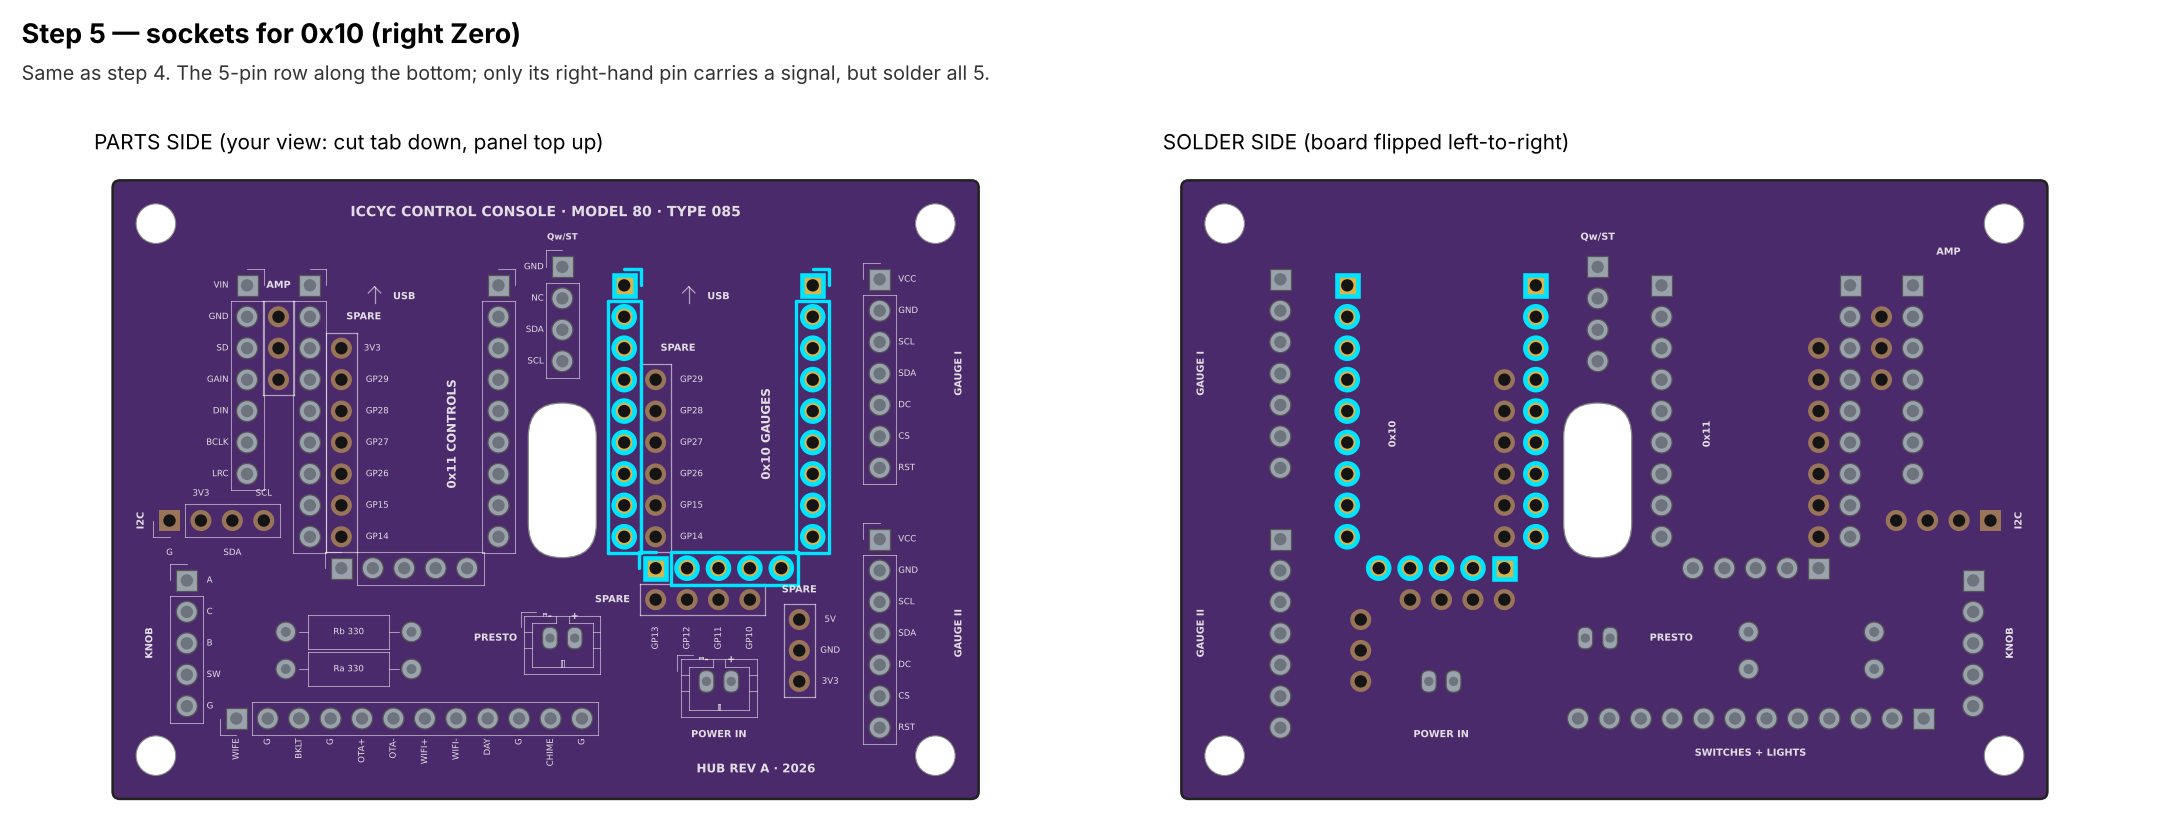 Step 5 — sockets for 0x10 (right Zero)
Same as step 4. The 5-pin row along the bottom; only its right-hand pin carries a signal, but solder all 5.
PARTS SIDE (your view: cut tab down, panel top up)
ICCYC CONTROL CONSOLE · MODEL 80 · TYPE 085
Qw/ST
GND
NC
SDA
SCL
VIN
GND
SD
GAIN
DIN
BCLK
LRC
AMP
USB
SPARE
3V3
GP29
GP28
GP27
GP26
GP15
GP14
0x11 CONTROLS
USB
SPARE
GP29
GP28
GP27
GP26
GP15
GP14
0x10 GAUGES
VCC
GND
SCL
SDA
DC
CS
RST
GAUGE I
3V3
SCL
I2C
G
SDA
KNOB
A
C
B
SW
G
Rb 330
Ra 330
PRESTO
-
+
SPARE
GP13
GP12
GP11
GP10
SPARE
5V
GND
3V3
-
+
POWER IN
VCC
GND
SCL
SDA
DC
CS
RST
GAUGE II
WIFE
G
BKLT
G
OTA+
OTA-
WIFI+
WIFI-
DAY
G
CHIME
G
HUB REV A · 2026
SOLDER SIDE (board flipped left-to-right)
Qw/ST
AMP
GAUGE I
0x10
0x11
I2C
GAUGE II
PRESTO
KNOB
POWER IN
SWITCHES + LIGHTS